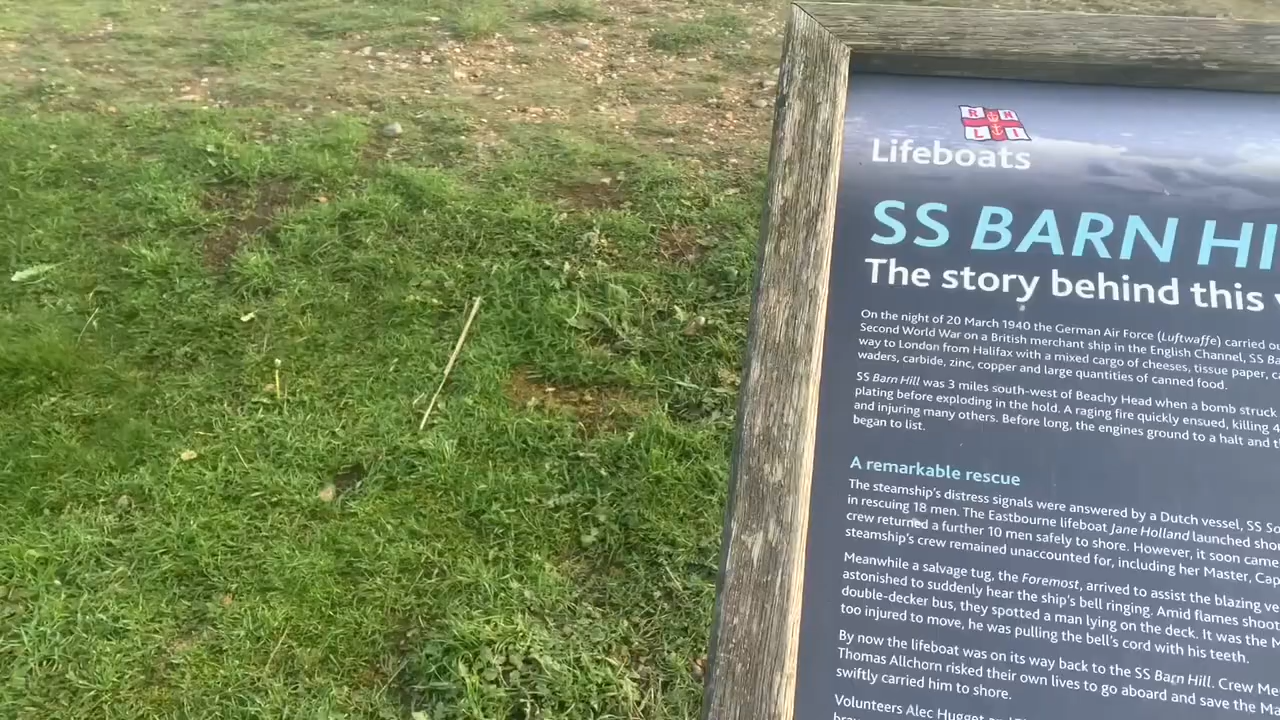 RNLI
Lifeboats
SS BARN HI
The story behind this
On the night of 20 March 1940 the German Air Force (Luftwaffe) carried ou
Second World War on a British merchant ship in the English Channel, SS Ba
way to London from Halifax with a mixed cargo of cheeses, tissue paper, ca
waders, carbide, zinc, copper and large quantities of canned food.
SS Barn Hill was 3 miles south-west of Beachy Head when a bomb struck
plating before exploding in the hold. A raging fire quickly ensued, killing 4
and injuring many others. Before long, the engines ground to a halt and t
began to list.
A remarkable rescue
The steamship's distress signals were answered by a Dutch vessel, SS So
in rescuing 18 men. The Eastbourne lifeboat Jane Holland launched sho
crew returned a further 10 men safely to shore. However, it soon came
steamship's crew remained unaccounted for, including her Master, Cap
Meanwhile a salvage tug, the Foremost, arrived to assist the blazing ve
astonished to suddenly hear the ship's bell ringing. Amid flames shoot
double-decker bus, they spotted a man lying on the deck. It was the M
too injured to move, he was pulling the bell's cord with his teeth.
By now the lifeboat was on its way back to the SS Barn Hill. Crew Me
Thomas Allchorn risked their own lives to go aboard and save the Ma
swiftly carried him to shore.
Volunteers Alec Hugget